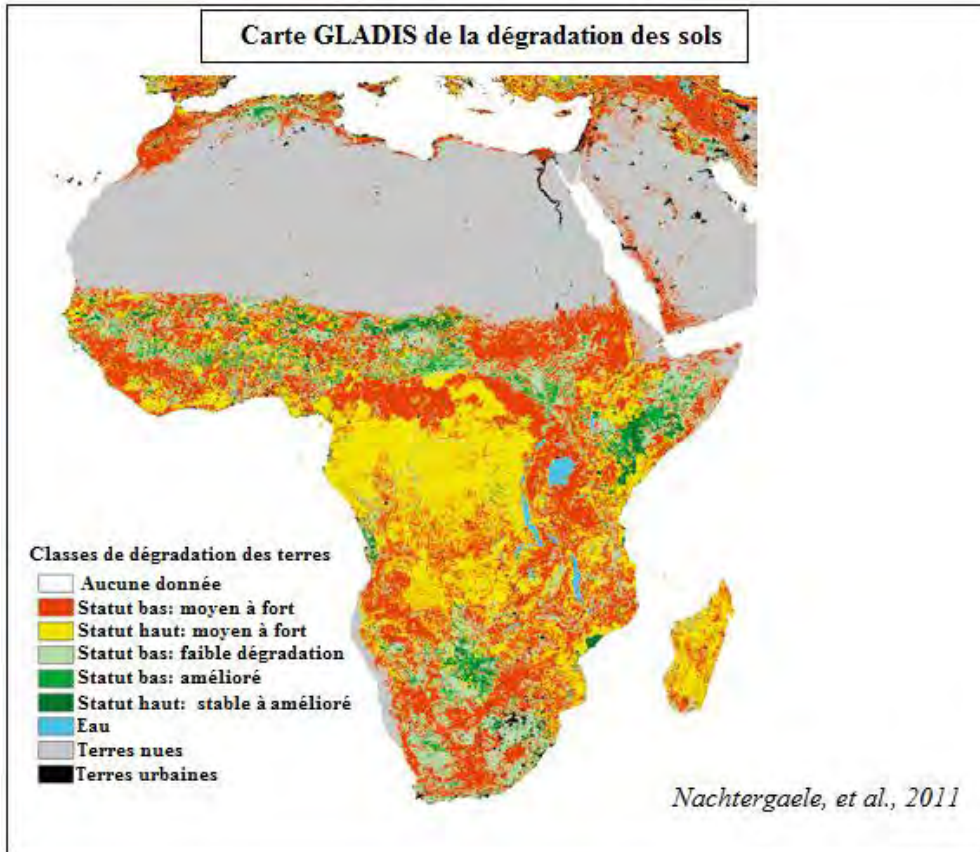 Carte GLADIS de la dégradation des sols
Classes de dégradation des terres
Aucune donnée
Statut bas: moyen à fort
Statut haut: moyen à fort
Statut bas: faible dégradation
Statut bas: amélioré
Statut haut: stable à amélioré
Eau
Terres nues
Terres urbaines
Nachtergaele, et al., 2011